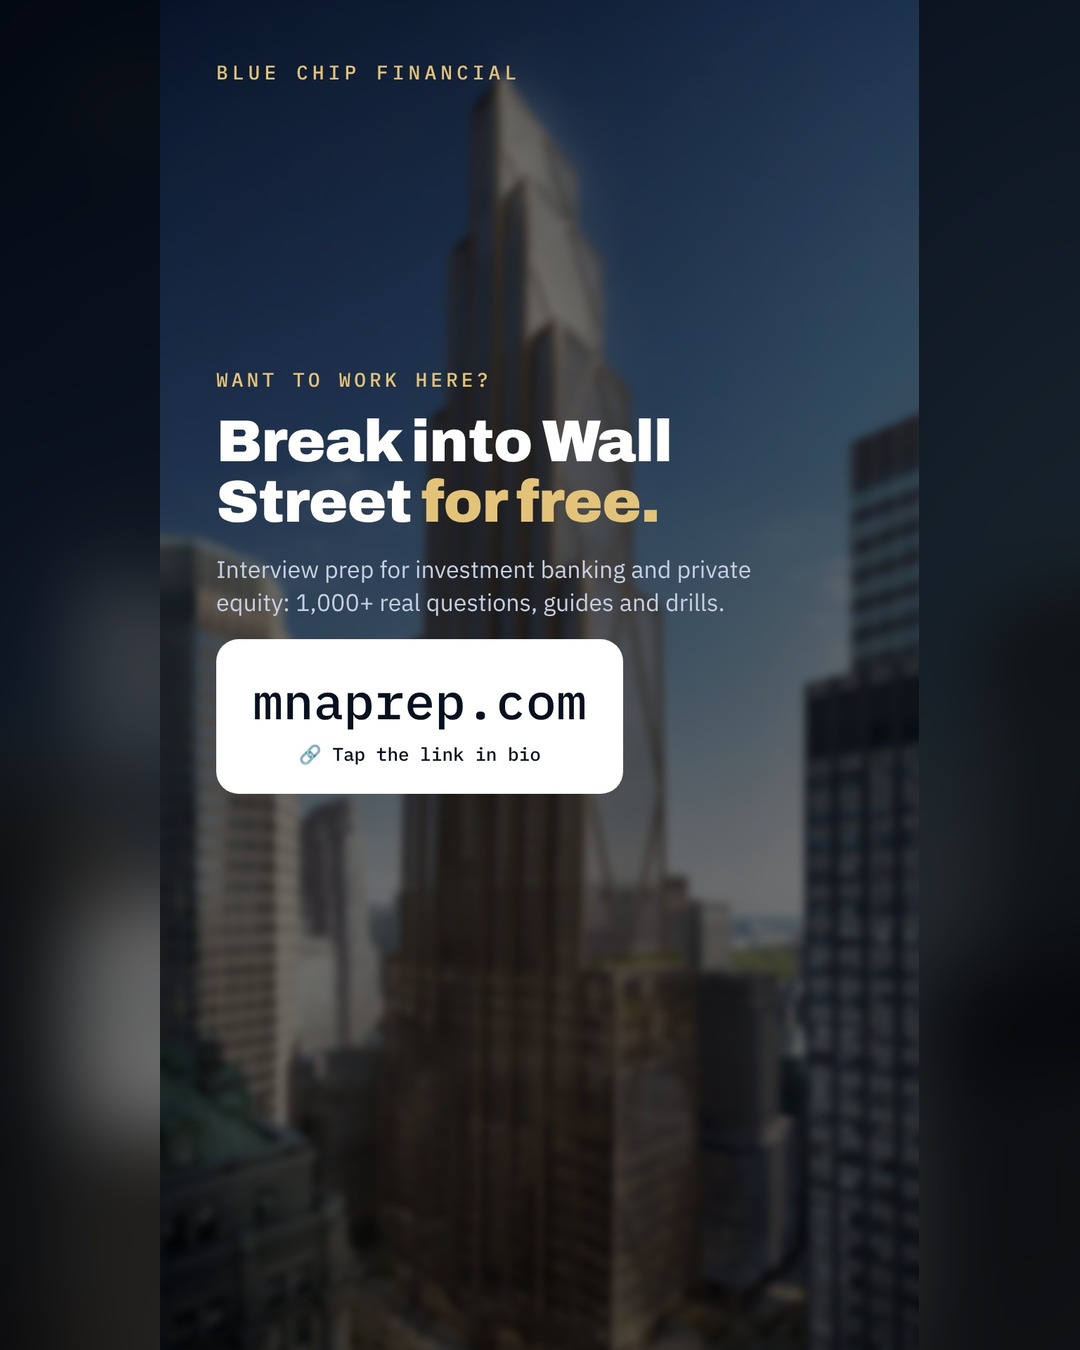 BLUE CHIP FINANCIAL
WANT TO WORK HERE?
Break into Wall
Street for free.
Interview prep for investment banking and private
equity: 1,000+ real questions, guides and drills.
mnaprep.com
🔗 Tap the link in bio